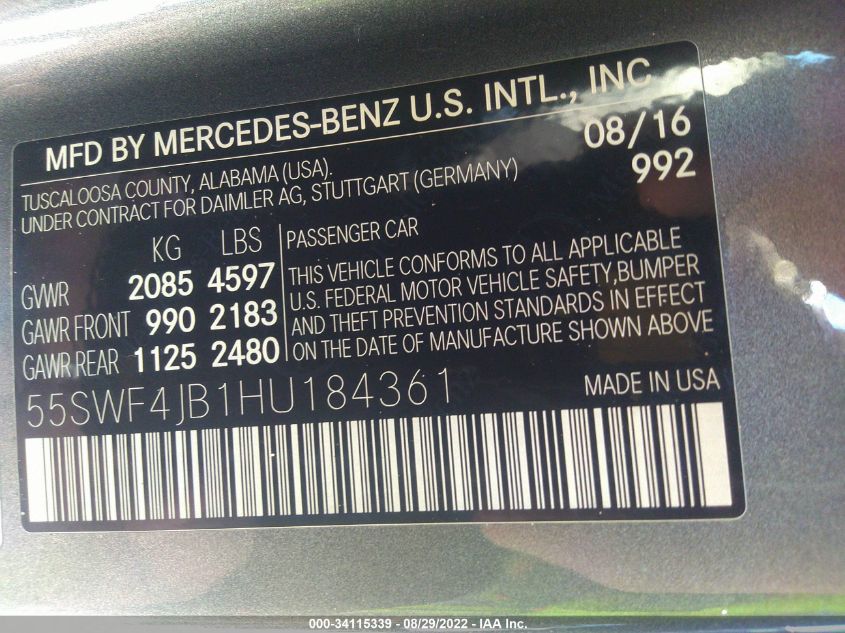 MFD BY MERCEDES-BENZ U.S. INTL., INC
TUSCALOOSA COUNTY, ALABAMA (USA).
UNDER CONTRACT FOR DAIMLER AG, STUTTGART (GERMANY)
08/16
992
KG LBS
GVWR 2085 4597
GAWR FRONT 990 2183
GAWR REAR 1125 2480
PASSENGER CAR
THIS VEHICLE CONFORMS TO ALL APPLICABLE
U.S. FEDERAL MOTOR VEHICLE SAFETY,BUMPER
AND THEFT PREVENTION STANDARDS IN EFFECT
ON THE DATE OF MANUFACTURE SHOWN ABOVE
55SWF4JB1HU184361
MADE IN USA
000-34115339 - 08/29/2022 - IAA Inc.